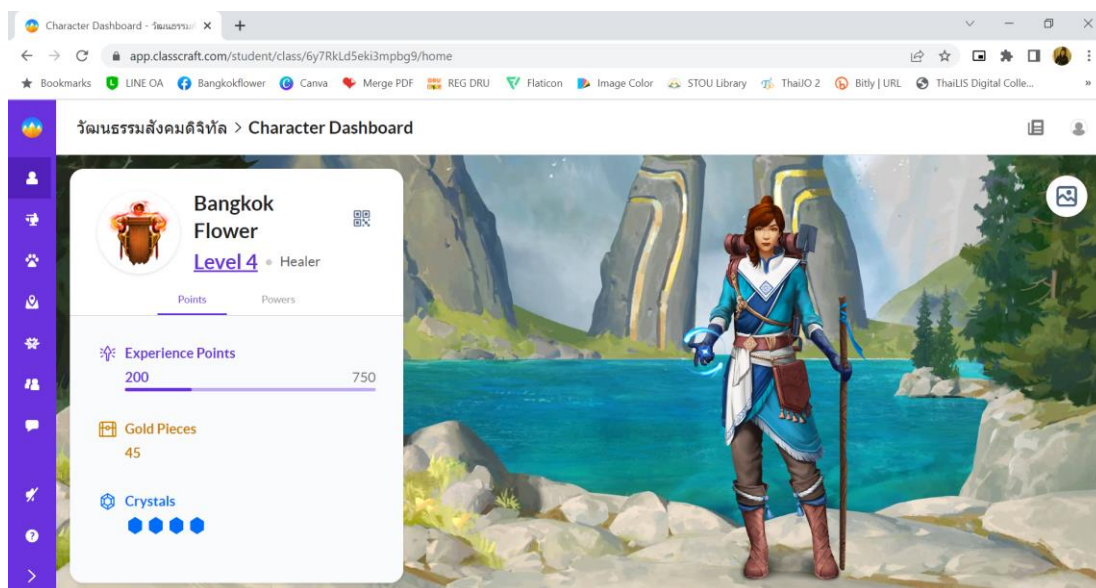 Character Dashboard - วัฒนธรรม
app.classcraft.com/student/class/6y7RkLd5eki3mpbg9/home
Bookmarks LINE OA Bangkokflower Canva Merge PDF REG DRU Flaticon Image Color STOU Library ThaiJO 2 Bitly | URL ThaiLIS Digital Colle...
วัฒนธรรมสังคมดิจิทัล > Character Dashboard
Bangkok
Flower
Level 4 • Healer
Points Powers
Experience Points
200 750
Gold Pieces
45
Crystals